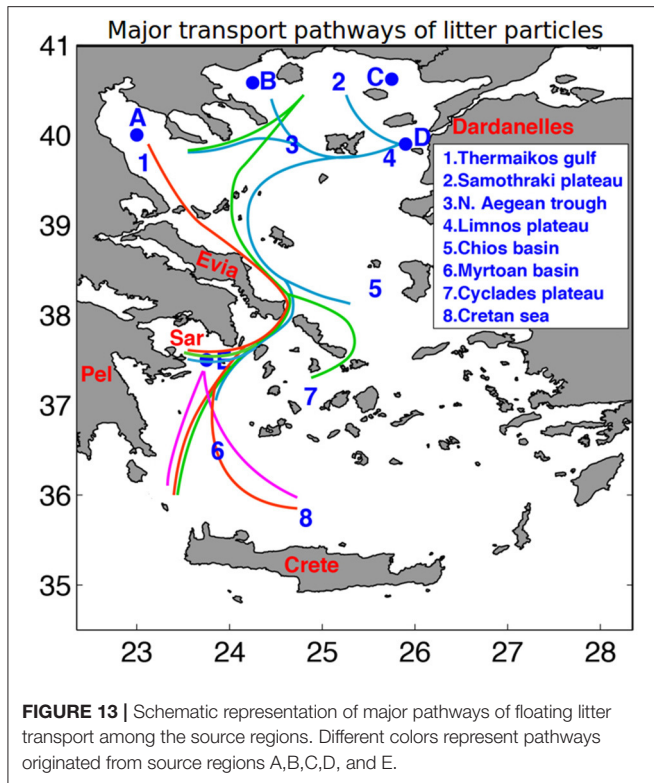 Major transport pathways of litter particles
41
40
39
38
37
36
35
23 24 25 26 27 28
A
B
C
D
E
1
2
3
4
5
6
7
8
Dardanelles
Evia
Sar
Pel
Crete
1.Thermaikos gulf
2.Samothraki plateau
3.N. Aegean trough
4.Limnos plateau
5.Chios basin
6.Myrtoan basin
7.Cyclades plateau
8.Cretan sea
FIGURE 13 | Schematic representation of major pathways of floating litter
transport among the source regions. Different colors represent pathways
originated from source regions A,B,C,D, and E.